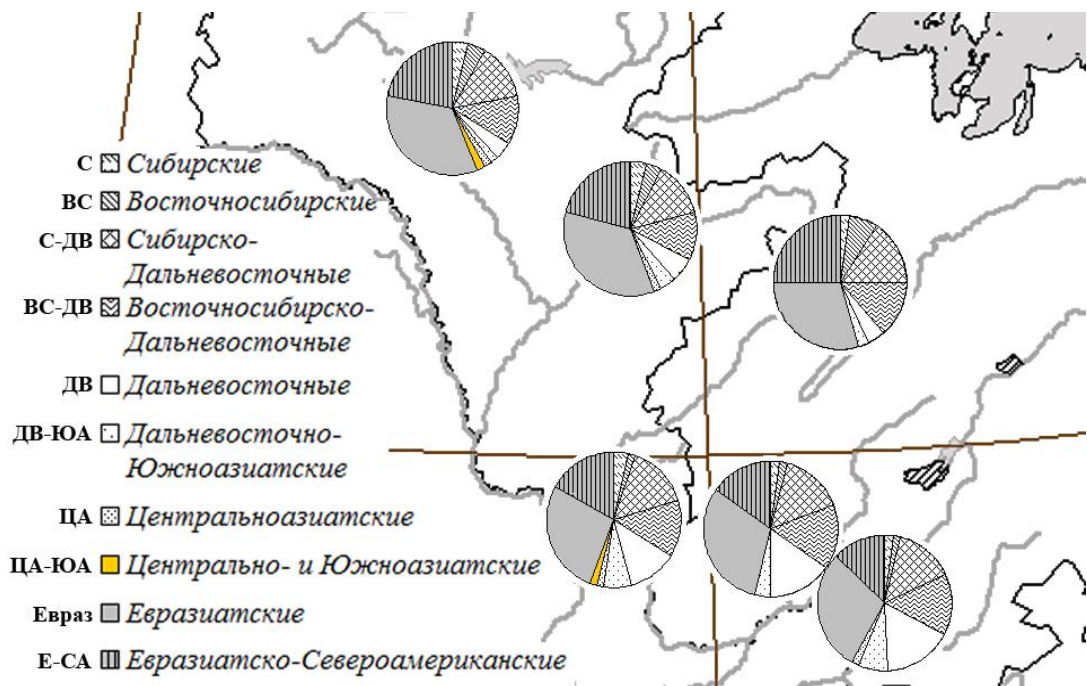 С Сибирские
ВС Восточносибирские
С-ДВ Сибирско-
Дальневосточные
ВС-ДВ Восточносибирско-
Дальневосточные
ДВ Дальневосточные
ДВ-ЮА Дальневосточно-
Южноазиатские
ЦА Центральноазиатские
ЦА-ЮА Центрально- и Южноазиатские
Евраз Евразиатские
Е-СА Евразиатско-Североамериканские